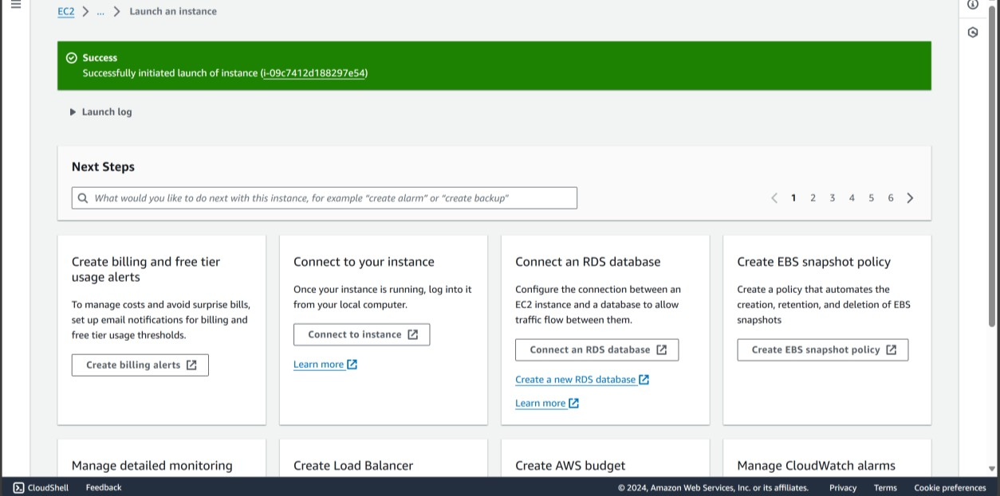 EC2 > ... > Launch an instance
Success
Successfully initiated launch of instance (i-09c7412d188297e54)
Launch log
Next Steps
What would you like to do next with this instance, for example "create alarm" or "create backup"
1 2 3 4 5 6
Create billing and free tier
usage alerts
To manage costs and avoid surprise bills,
set up email notifications for billing and
free tier usage thresholds.
Create billing alerts
Connect to your instance
Once your instance is running, log into it
from your local computer.
Connect to instance
Learn more
Connect an RDS database
Configure the connection between an
EC2 instance and a database to allow
traffic flow between them.
Connect an RDS database
Create a new RDS database
Learn more
Create EBS snapshot policy
Create a policy that automates the
creation, retention, and deletion of EBS
snapshots
Create EBS snapshot policy
Manage detailed monitoring
Create Load Balancer
Create AWS budget
Manage CloudWatch alarms
CloudShell Feedback © 2024, Amazon Web Services, Inc. or its affiliates. Privacy Terms Cookie preferences